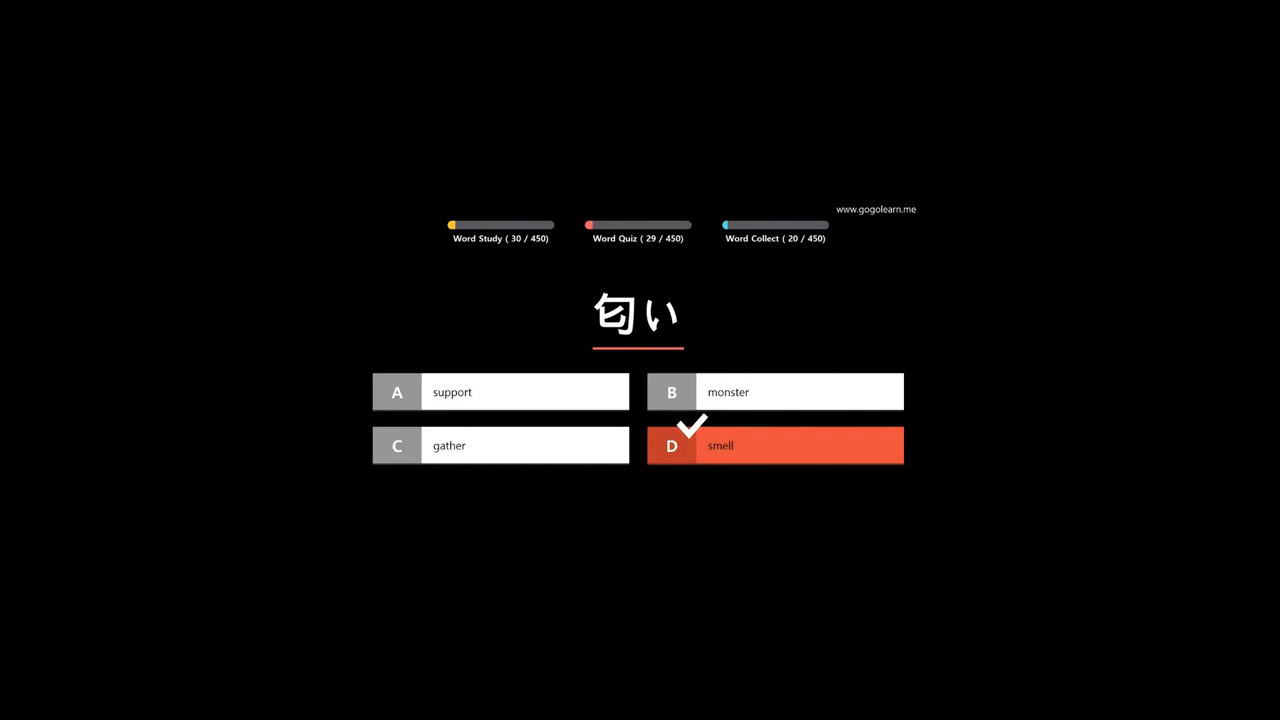 www.gogolearn.me
Word Study ( 30 / 450)
Word Quiz ( 29 / 450)
Word Collect ( 20 / 450)
匂い
A support
B monster
C gather
D smell